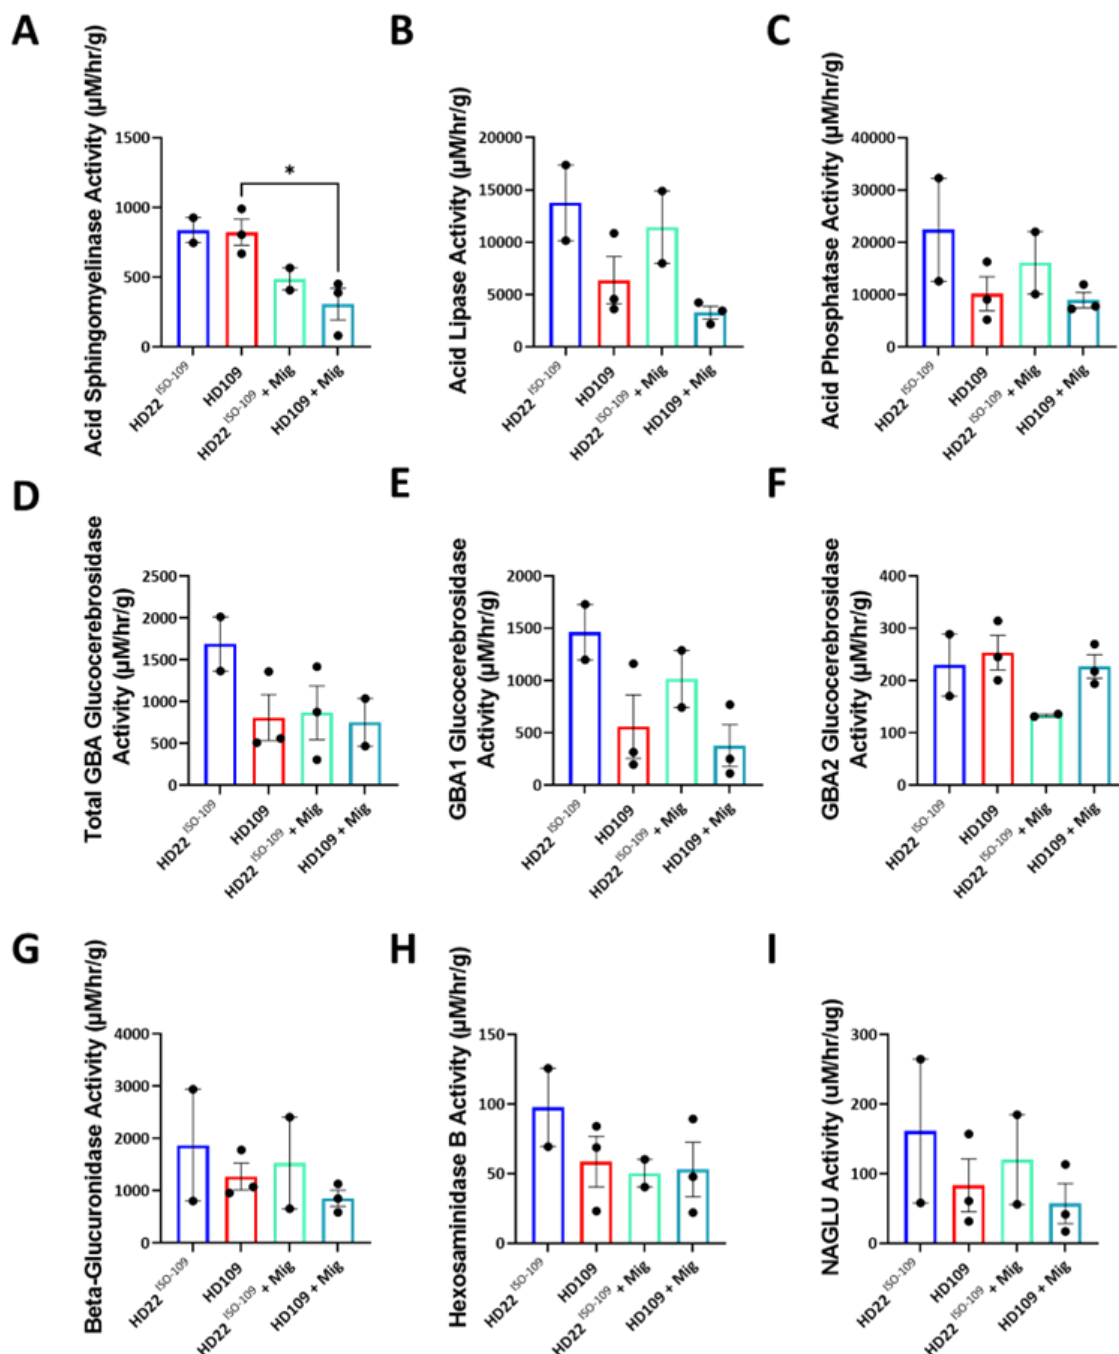 A
B
C
Acid Sphingomyelinase Activity (µM/hr/g)
1500
1000
500
0
*
HD22 ISO-109
HD109
HD22 ISO-109 + Mig
HD109 + Mig
Acid Lipase Activity (µM/hr/g)
20000
15000
10000
5000
0
HD22 ISO-109
HD109
HD22 ISO-109 + Mig
HD109 + Mig
Acid Phosphatase Activity (µM/hr/g)
40000
30000
20000
10000
0
HD22 ISO-109
HD109
HD22 ISO-109 + Mig
HD109 + Mig
D
E
F
Total GBA Glucocerebrosidase
Activity (µM/hr/g)
2500
2000
1500
1000
500
0
HD22 ISO-109
HD109
HD22 ISO-109 + Mig
HD109 + Mig
GBA1 Glucocerebrosidase
Activity (µM/hr/g)
2000
1500
1000
500
0
HD22 ISO-109
HD109
HD22 ISO-109 + Mig
HD109 + Mig
GBA2 Glucocerebrosidase
Activity (µM/hr/g)
400
300
200
100
0
HD22 ISO-109
HD109
HD22 ISO-109 + Mig
HD109 + Mig
G
H
I
Beta-Glucuronidase Activity (µM/hr/g)
4000
3000
2000
1000
0
HD22 ISO-109
HD109
HD22 ISO-109 + Mig
HD109 + Mig
Hexosaminidase B Activity (µM/hr/g)
150
100
50
0
HD22 ISO-109
HD109
HD22 ISO-109 + Mig
HD109 + Mig
NAGLU Activity (uM/hr/ug)
300
200
100
0
HD22 ISO-109
HD109
HD22 ISO-109 + Mig
HD109 + Mig